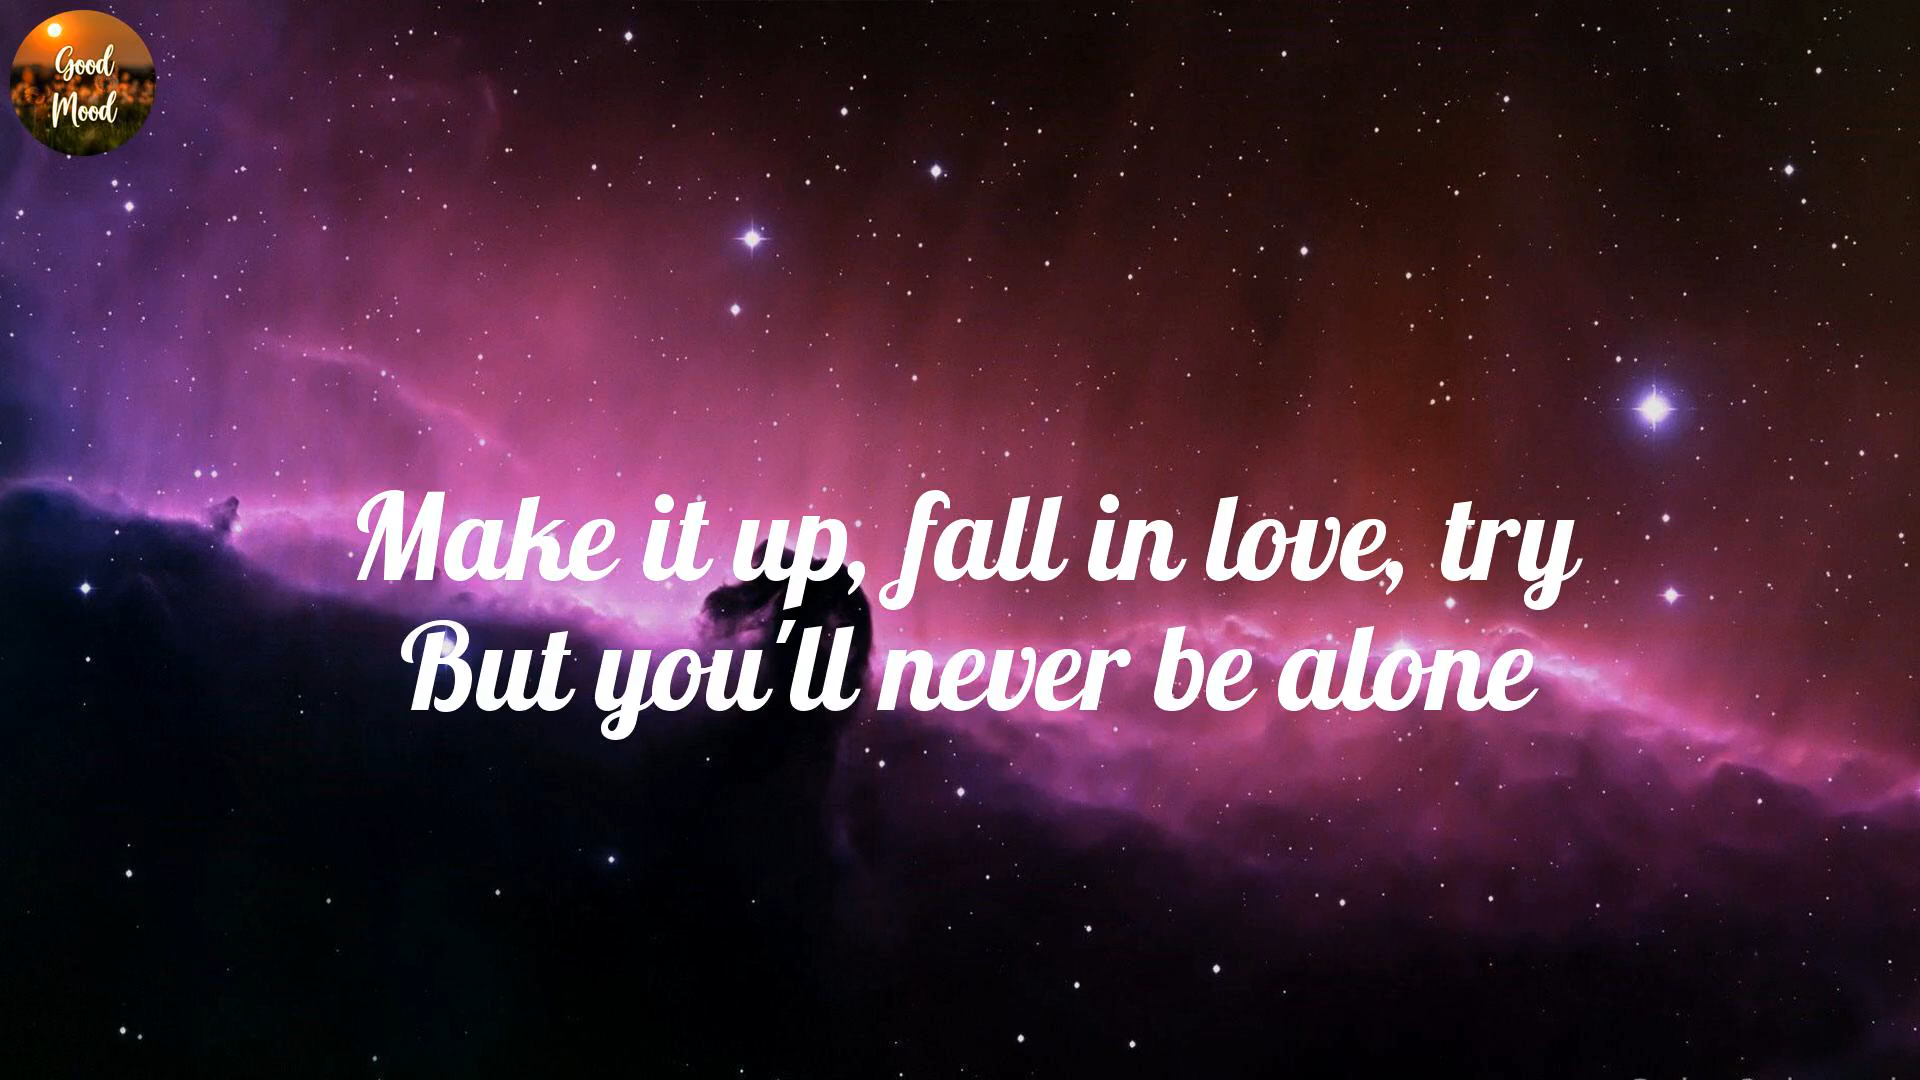 Good
Mood
Make it up, fall in love, try
But you'll never be alone